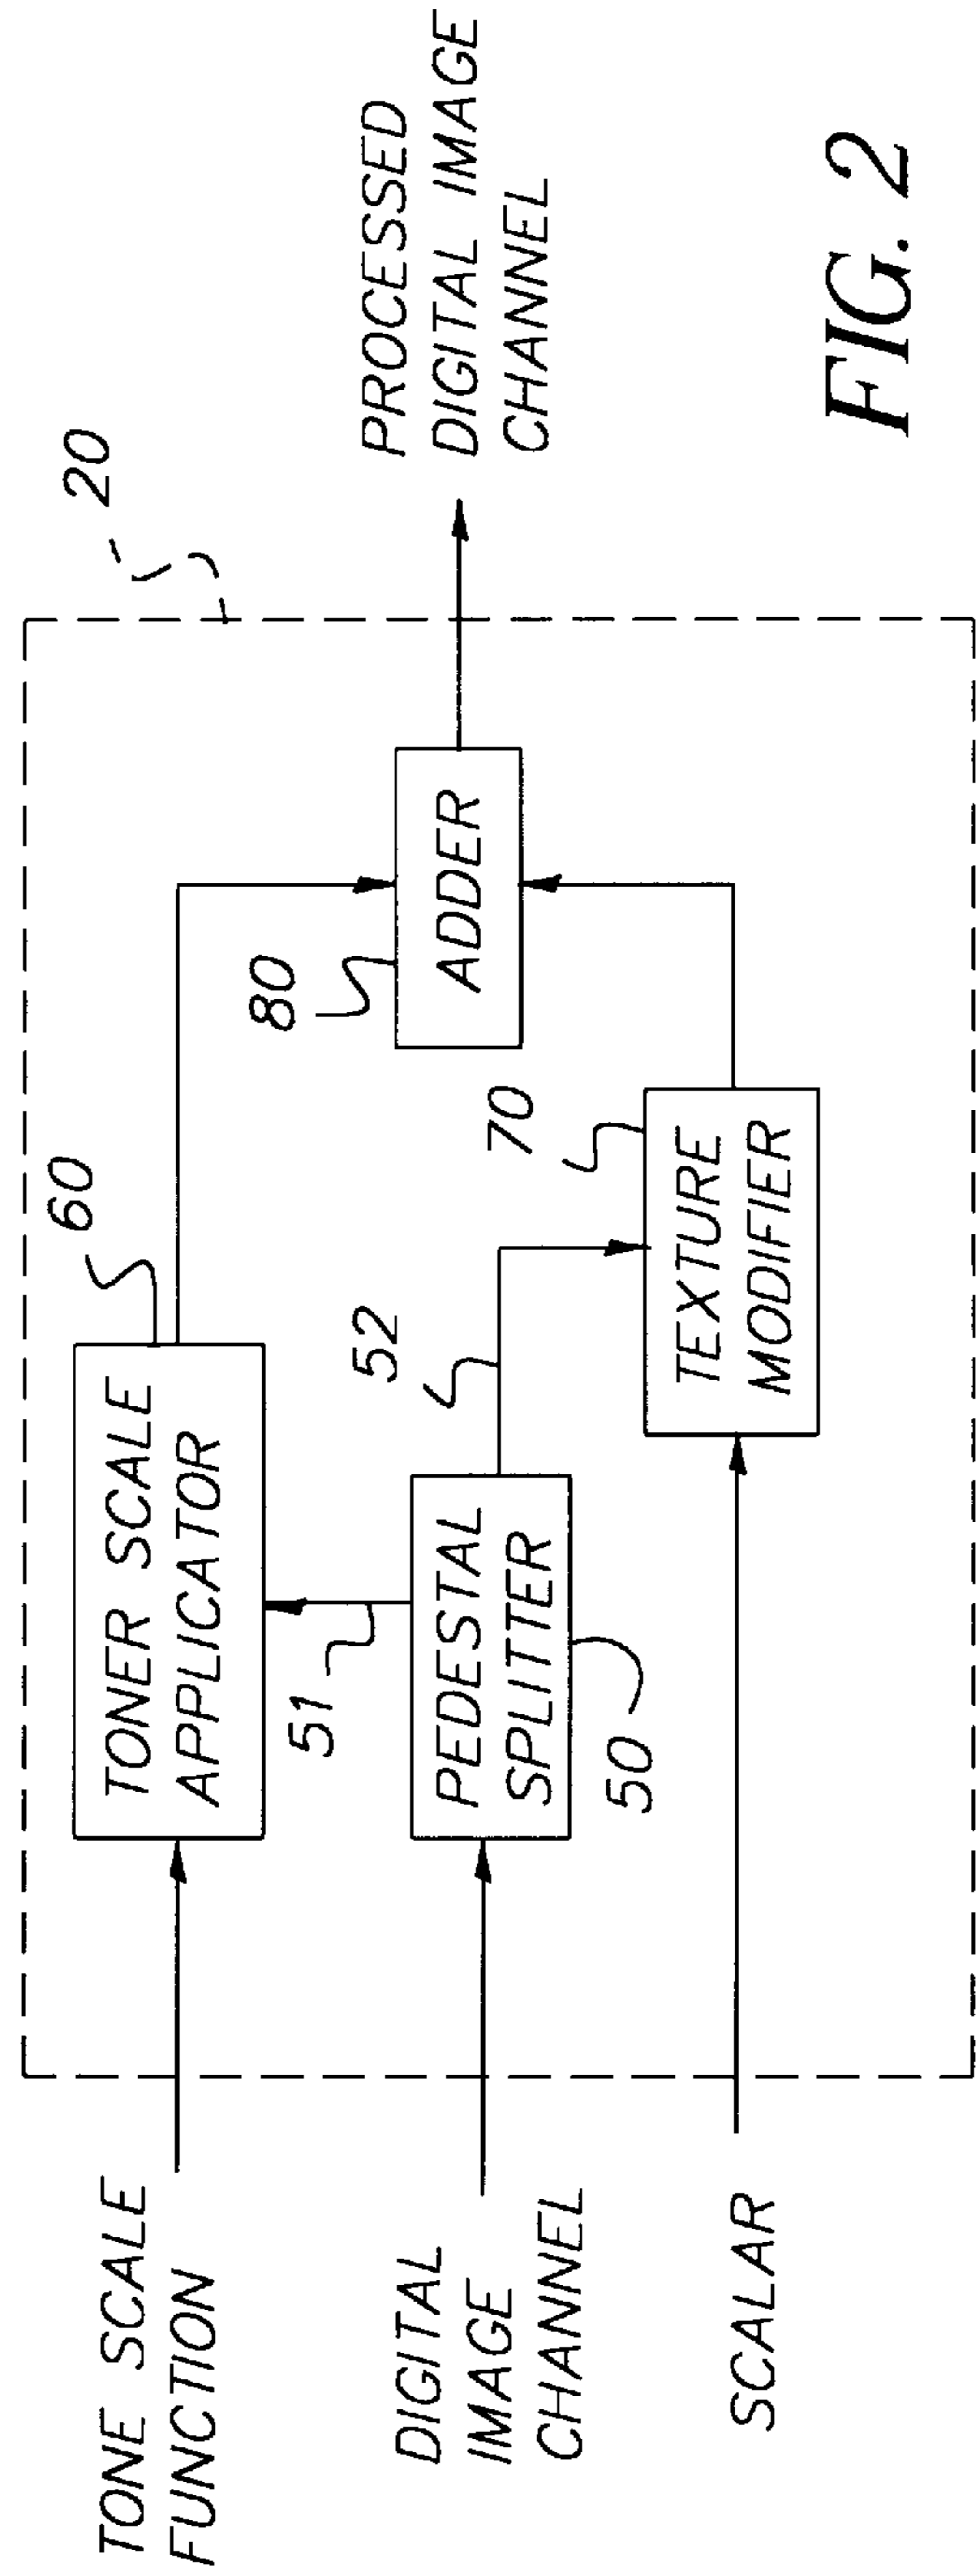 TONE SCALE
FUNCTION
DIGITAL
IMAGE
CHANNEL
SCALAR
TONER SCALE
APPLICATOR
60
51
PEDESTAL
SPLITTER
50
52
TEXTURE
MODIFIER
70
80
ADDER
20
PROCESSED
DIGITAL IMAGE
CHANNEL
FIG. 2